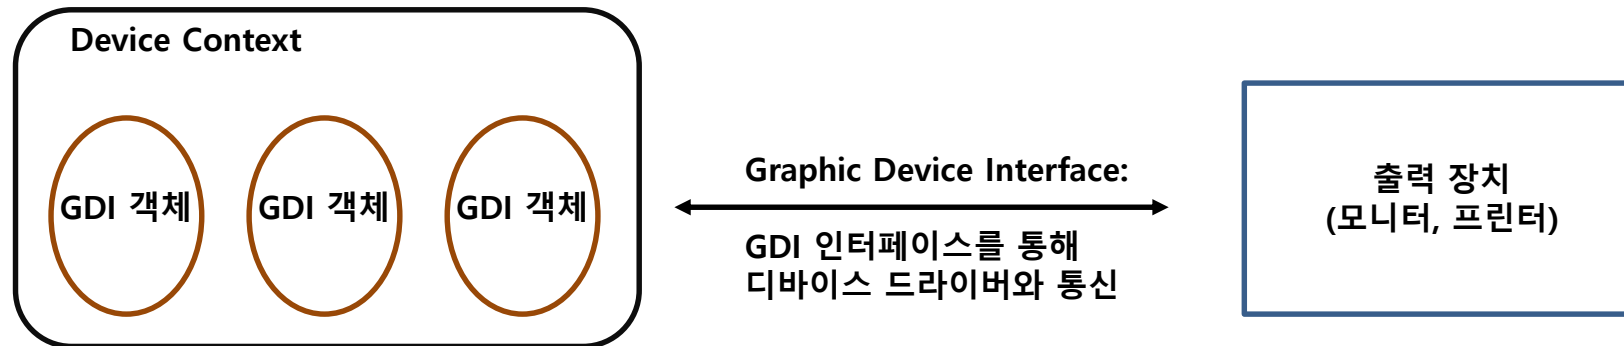 Device Context
GDI 객체
GDI 객체
GDI 객체
Graphic Device Interface:
GDI 인터페이스를 통해
디바이스 드라이버와 통신
출력 장치
(모니터, 프린터)